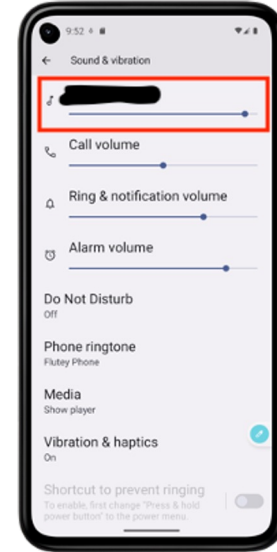 9:52
Sound & vibration
Call volume
Ring & notification volume
Alarm volume
Do Not Disturb
Off
Phone ringtone
Flutey Phone
Media
Show player
Vibration & haptics
On
Shortcut to prevent ringing
To enable, first change "Press & hold
power button" to the power menu.